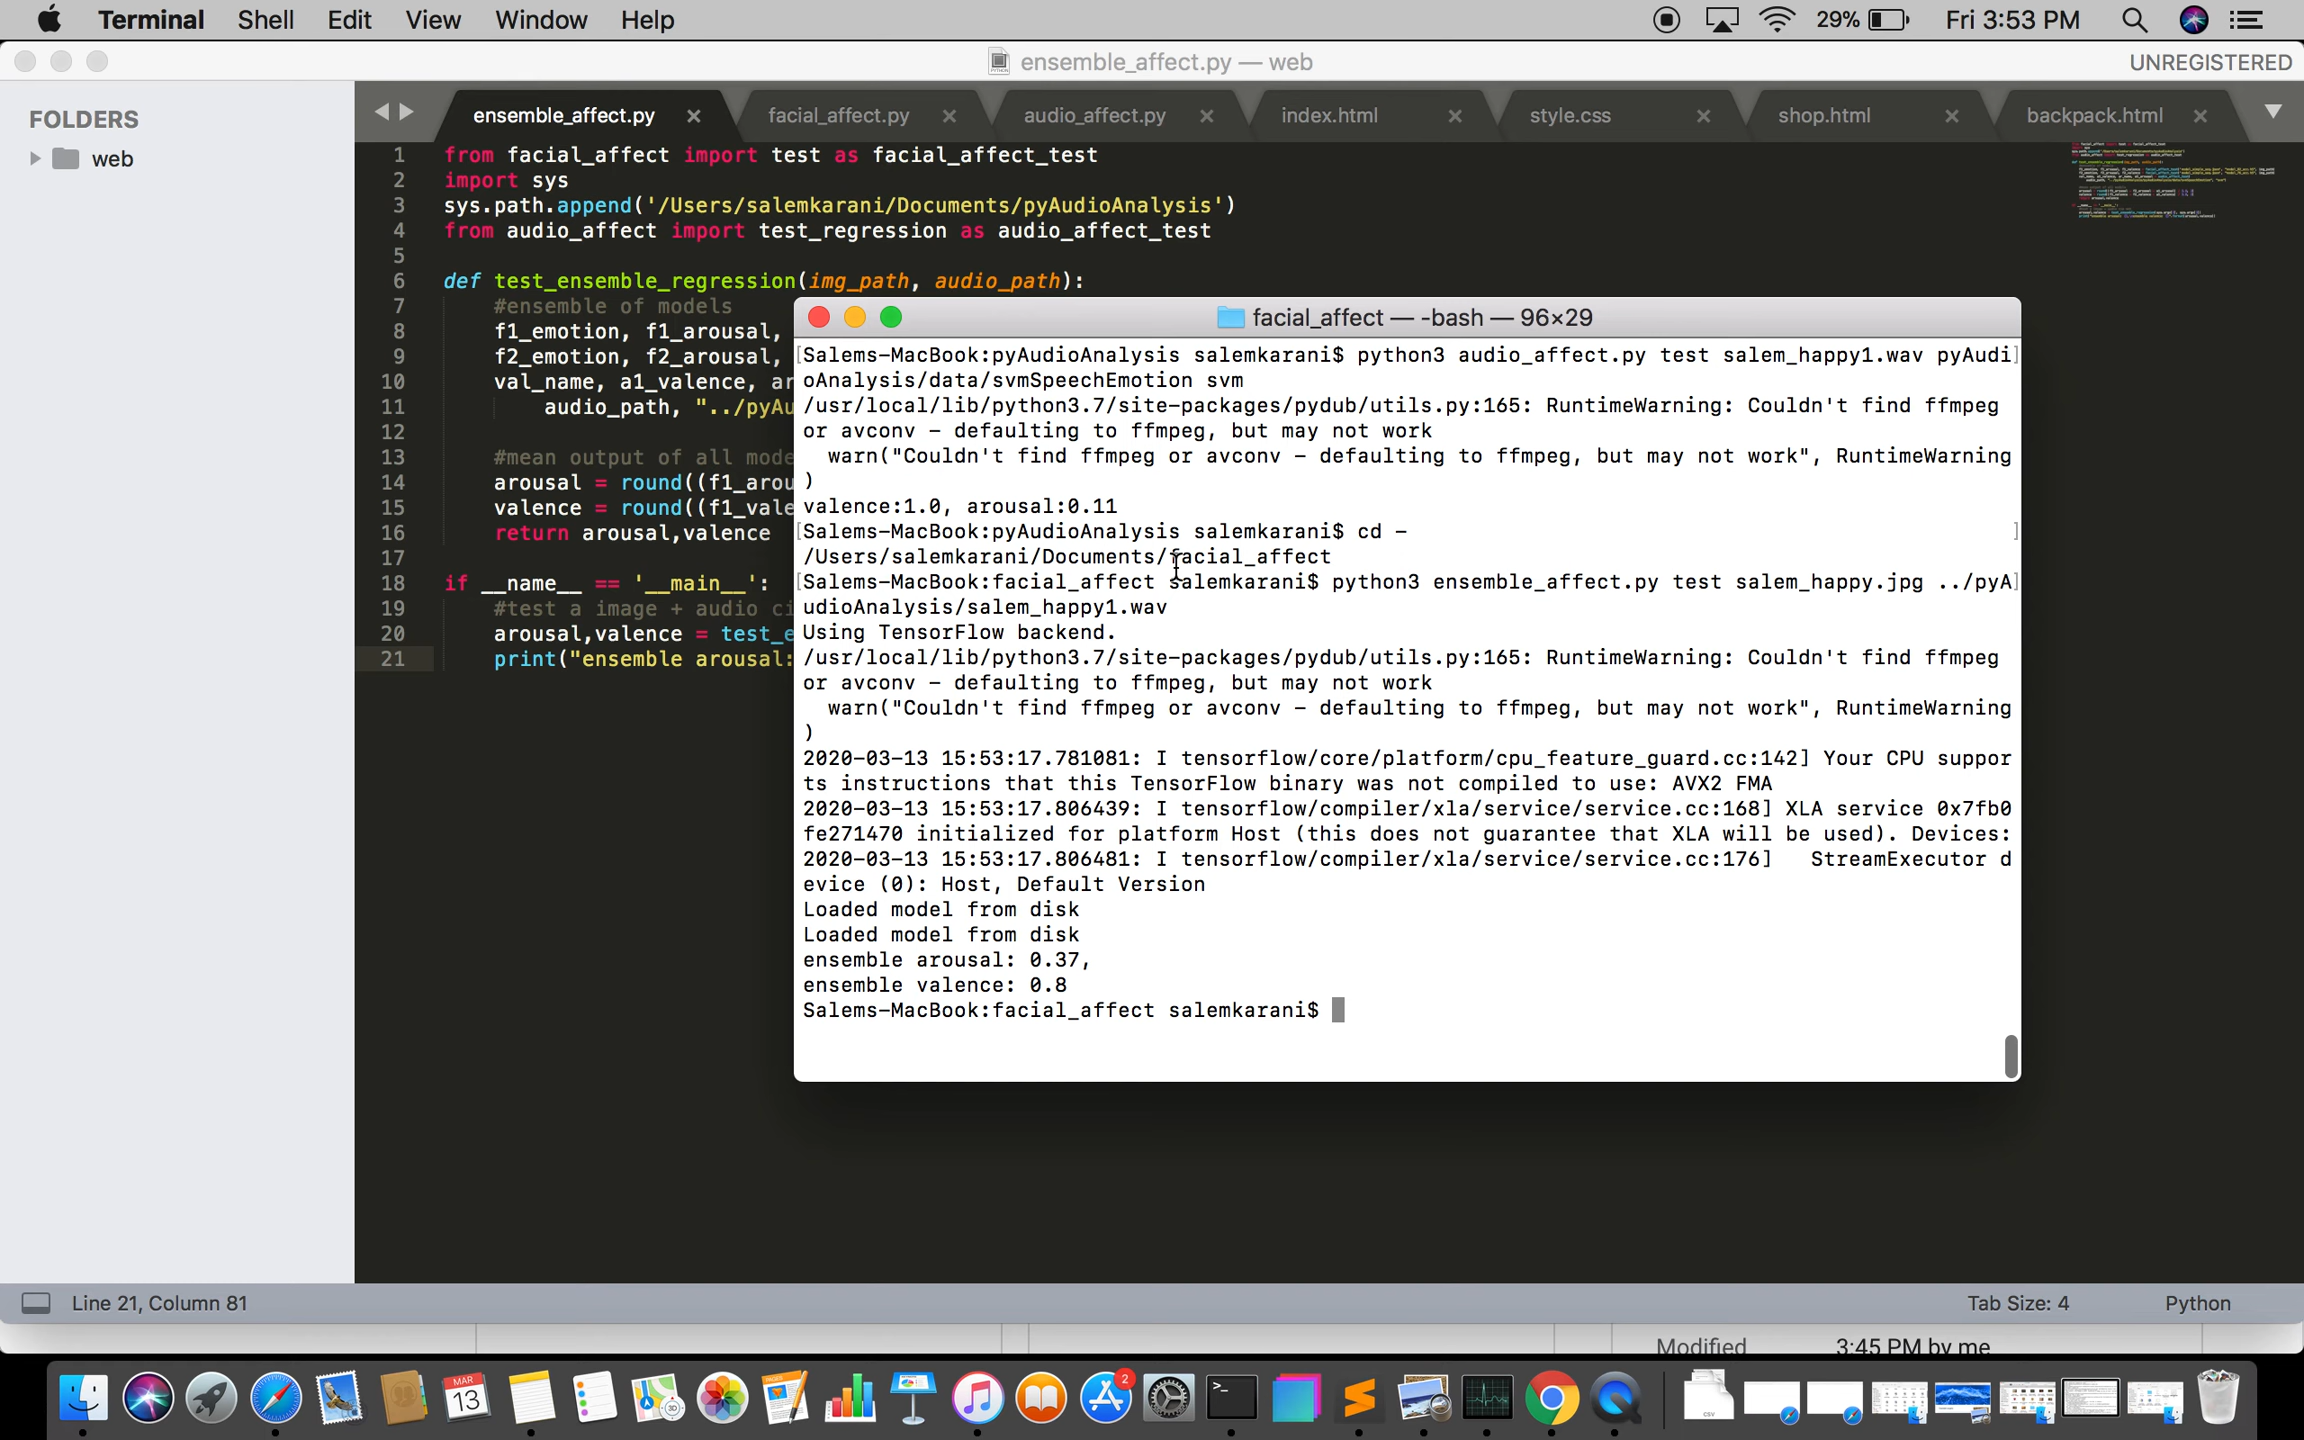 Terminal Shell Edit View Window Help 29% Fri 3:53 PM
ensemble_affect.py — web UNREGISTERED
FOLDERS
web
ensemble_affect.py × facial_affect.py × audio_affect.py × index.html × style.css × shop.html × backpack.html ×
1 from facial_affect import test as facial_affect_test
2 import sys
3 sys.path.append('/Users/salemkarani/Documents/pyAudioAnalysis')
4 from audio_affect import test_regression as audio_affect_test
5
6 def test_ensemble_regression(img_path, audio_path):
7 #ensemble of models
8 f1_emotion, f1_arousal,
9 f2_emotion, f2_arousal,
10 val_name, a1_valence, ar
11 audio_path, "../pyAu
12
13 #mean output of all mode
14 arousal = round((f1_arou
15 valence = round((f1_vale
16 return arousal,valence
17
18 if __name__ == '__main__':
19 #test a image + audio cl
20 arousal,valence = test_e
21 print("ensemble arousal:
facial_affect — -bash — 96×29
[Salems-MacBook:pyAudioAnalysis salemkarani$ python3 audio_affect.py test salem_happy1.wav pyAudi]
oAnalysis/data/svmSpeechEmotion svm
/usr/local/lib/python3.7/site-packages/pydub/utils.py:165: RuntimeWarning: Couldn't find ffmpeg
or avconv - defaulting to ffmpeg, but may not work
warn("Couldn't find ffmpeg or avconv - defaulting to ffmpeg, but may not work", RuntimeWarning
)
valence:1.0, arousal:0.11
[Salems-MacBook:pyAudioAnalysis salemkarani$ cd - ]
/Users/salemkarani/Documents/facial_affect
[Salems-MacBook:facial_affect salemkarani$ python3 ensemble_affect.py test salem_happy.jpg ../pyA]
udioAnalysis/salem_happy1.wav
Using TensorFlow backend.
/usr/local/lib/python3.7/site-packages/pydub/utils.py:165: RuntimeWarning: Couldn't find ffmpeg
or avconv - defaulting to ffmpeg, but may not work
warn("Couldn't find ffmpeg or avconv - defaulting to ffmpeg, but may not work", RuntimeWarning
)
2020-03-13 15:53:17.781081: I tensorflow/core/platform/cpu_feature_guard.cc:142] Your CPU suppor
ts instructions that this TensorFlow binary was not compiled to use: AVX2 FMA
2020-03-13 15:53:17.806439: I tensorflow/compiler/xla/service/service.cc:168] XLA service 0x7fb0
fe271470 initialized for platform Host (this does not guarantee that XLA will be used). Devices:
2020-03-13 15:53:17.806481: I tensorflow/compiler/xla/service/service.cc:176] StreamExecutor d
evice (0): Host, Default Version
Loaded model from disk
Loaded model from disk
ensemble arousal: 0.37,
ensemble valence: 0.8
Salems-MacBook:facial_affect salemkarani$
Line 21, Column 81 Tab Size: 4 Python
Modified 3:45 PM by me
MAR
13
PAGES
3D
2
CSV